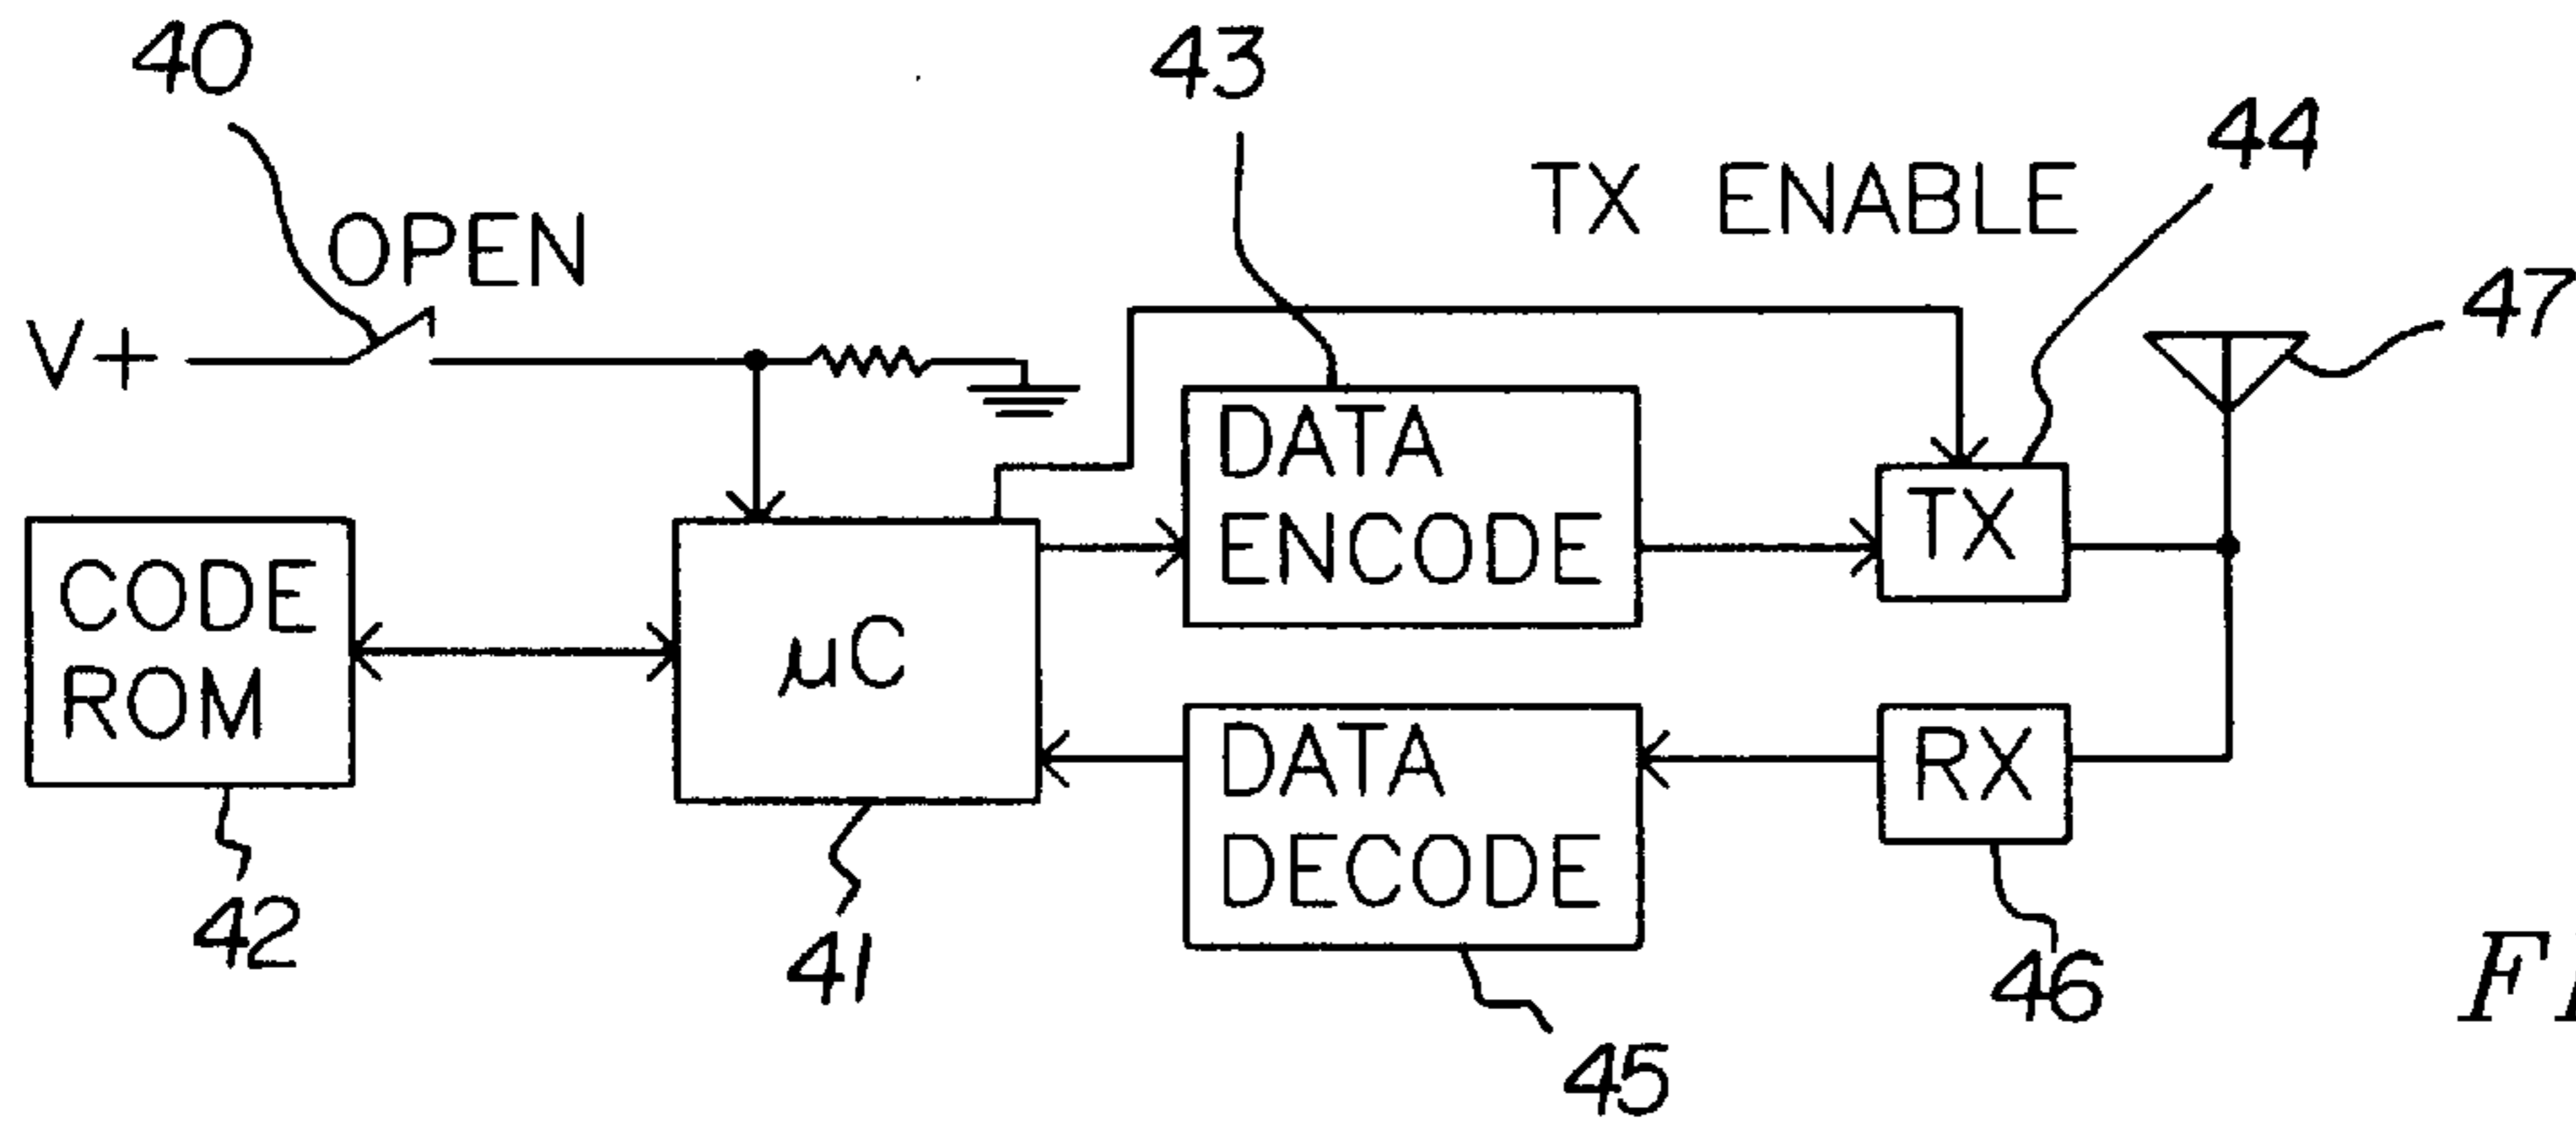 40
43
44
TX ENABLE
OPEN
47
V+
DATA
ENCODE
TX
CODE
ROM
μC
DATA
DECODE
RX
42
41
46
45